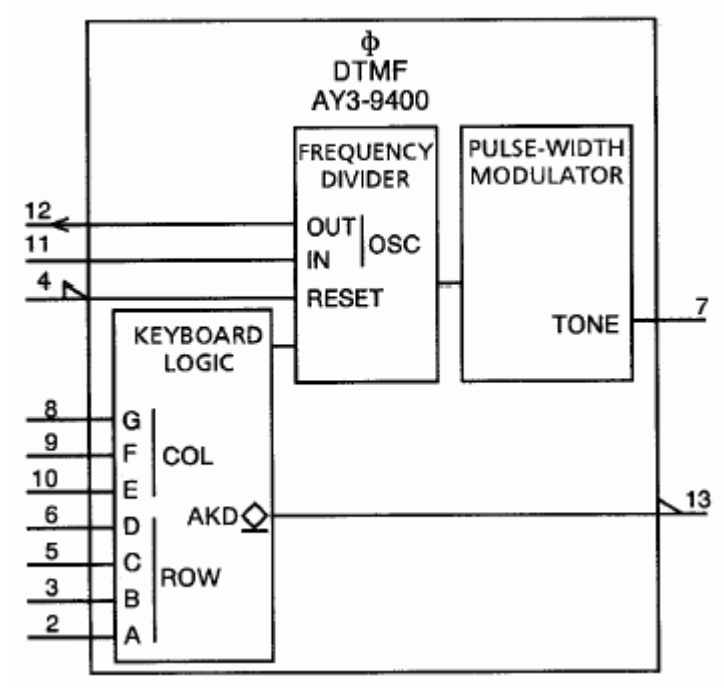 ϕ
DTMF
AY3-9400
FREQUENCY
DIVIDER
PULSE-WIDTH
MODULATOR
12
OUT
OSC
11
IN
4
RESET
7
TONE
KEYBOARD
LOGIC
8
G
9
F
COL
10
E
13
AKD
6
D
5
C
ROW
3
B
2
A